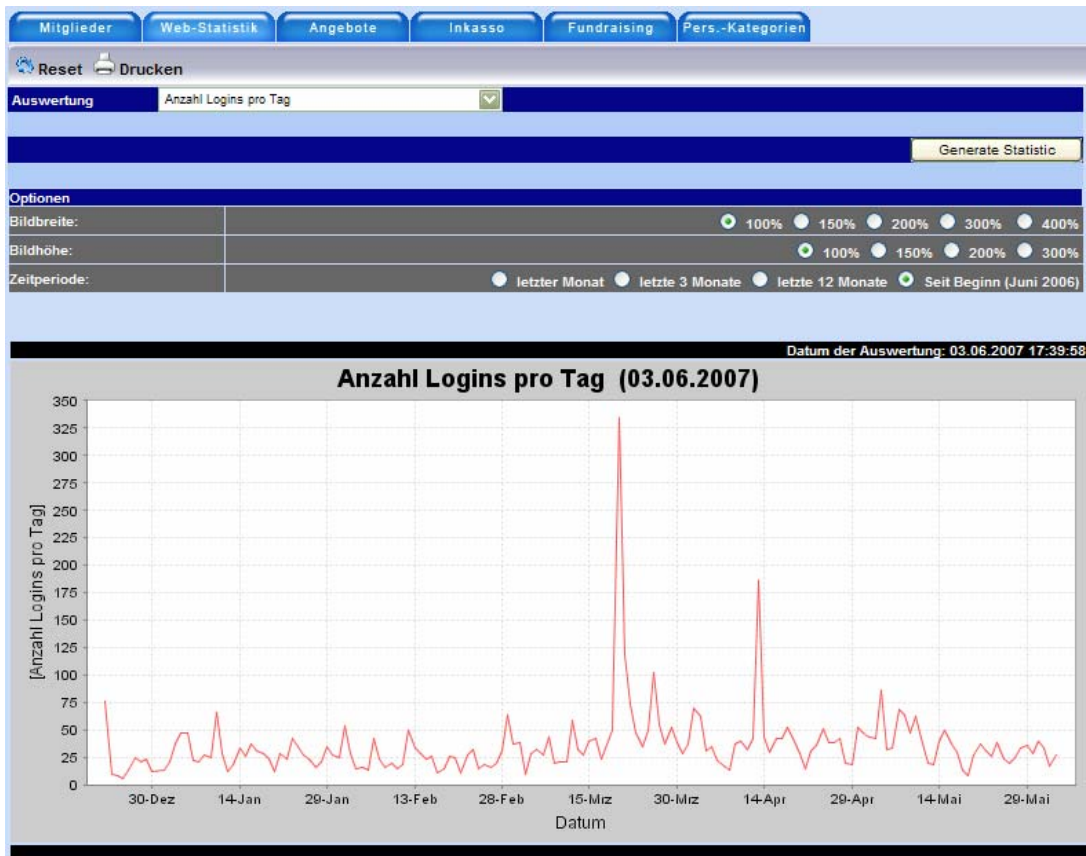 Mitglieder Web-Statistik Angebote Inkasso Fundraising Pers.-Kategorien
Reset Drucken
Auswertung Anzahl Logins pro Tag
Generate Statistic
Optionen
Bildbreite: 100% 150% 200% 300% 400%
Bildhöhe: 100% 150% 200% 300%
Zeitperiode: letzter Monat letzte 3 Monate letzte 12 Monate Seit Beginn (Juni 2006)
Datum der Auswertung: 03.06.2007 17:39:58
Anzahl Logins pro Tag (03.06.2007)
[Anzahl Logins pro Tag]
350
325
300
275
250
225
200
175
150
125
100
75
50
25
0
30-Dez 14-Jan 29-Jan 13-Feb 28-Feb 15-Mrz 30-Mrz 14-Apr 29-Apr 14-Mai 29-Mai
Datum